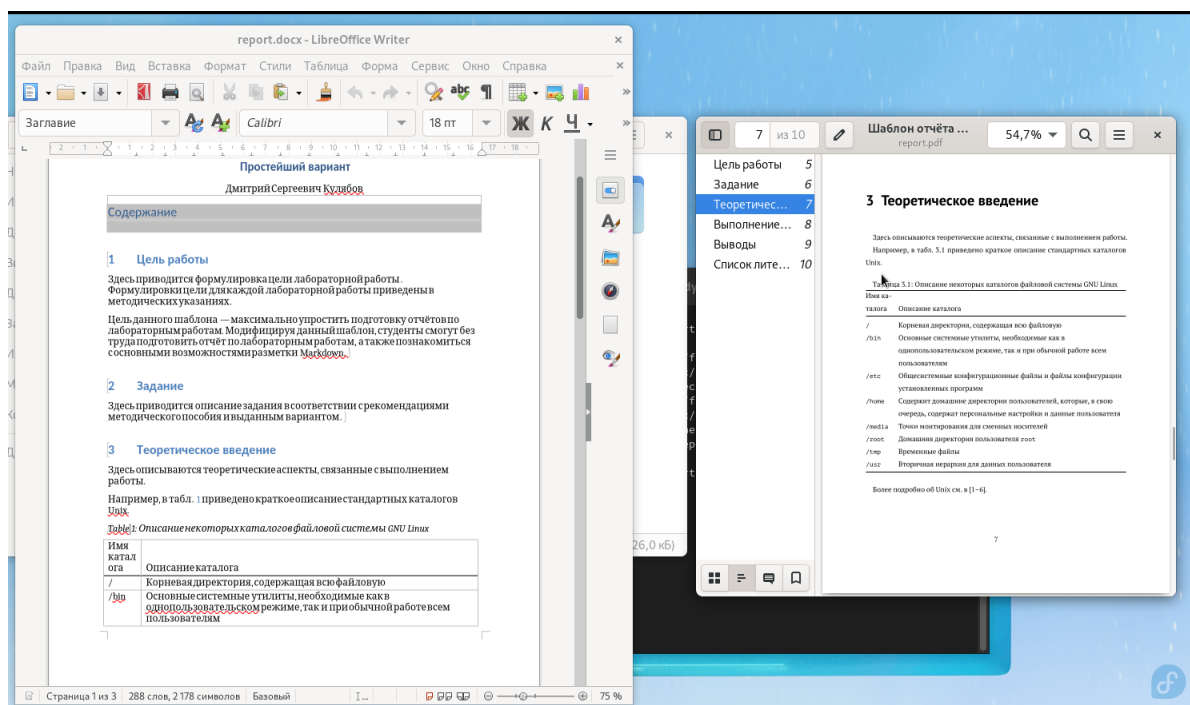 report.docx - LibreOffice Writer
Файл Правка Вид Вставка Формат Стили Таблица Форма Сервис Окно Справка
Заглавие
Calibri
18 пт
Ж К Ч
Простейший вариант
Дмитрий Сергеевич Кулябов
Содержание
1 Цель работы
Здесь приводится формулировка цели лабораторной работы.
Формулировки цели для каждой лабораторной работы приведены в
методических указаниях.
Цель данного шаблона — максимально упростить подготовку отчётов по
лабораторным работам. Модифицируя данный шаблон, студенты смогут без
труда подготовить отчёт по лабораторным работам, а также познакомиться
с основными возможностями разметки Markdown.
2 Задание
Здесь приводится описание задания в соответствии с рекомендациями
методического пособия и выданным вариантом.
3 Теоретическое введение
Здесь описываются теоретические аспекты, связанные с выполнением
работы.
Например, в табл. 1 приведено краткое описание стандартных каталогов
Unix.
Table 1: Описание некоторых каталогов файловой системы GNU Linux
Имя
катал
ога Описание каталога
/ Корневая директория, содержащая всю файловую
/bin Основные системные утилиты, необходимые как в
однопользовательском режиме, так и при обычной работе всем
пользователям
Страница 1 из 3 288 слов, 2 178 символов Базовый 75 %
26,0 кБ)
7 из 10
Шаблон отчёта ...
report.pdf
54,7%
Цель работы 5
Задание 6
Теоретичес... 7
Выполнение... 8
Выводы 9
Список лите... 10
3 Теоретическое введение
Здесь описываются теоретические аспекты, связанные с выполнением работы.
Например, в табл. 3.1 приведено краткое описание стандартных каталогов
Unix.
Таблица 3.1: Описание некоторых каталогов файловой системы GNU Linux
Имя ка-
талога Описание каталога
/ Корневая директория, содержащая всю файловую
/bin Основные системные утилиты, необходимые как в
однопользовательском режиме, так и при обычной работе всем
пользователям
/etc Общесистемные конфигурационные файлы и файлы конфигурации
установленных программ
/home Содержит домашние директории пользователей, которые, в свою
очередь, содержат персональные настройки и данные пользователя
/media Точки монтирования для сменных носителей
/root Домашняя директория пользователя root
/tmp Временные файлы
/usr Вторичная иерархия для данных пользователя
Более подробно об Unix см. в [1–6].
7